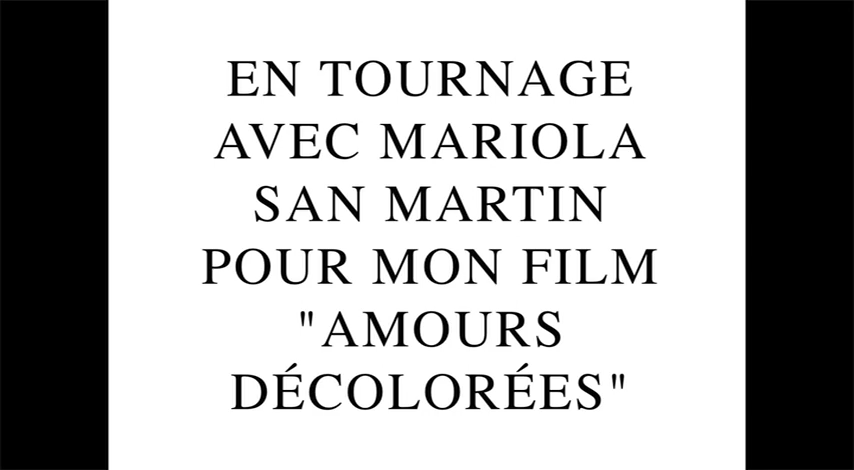 EN TOURNAGE
AVEC MARIOLA
SAN MARTIN
POUR MON FILM
"AMOURS
DÉCOLORÉES"